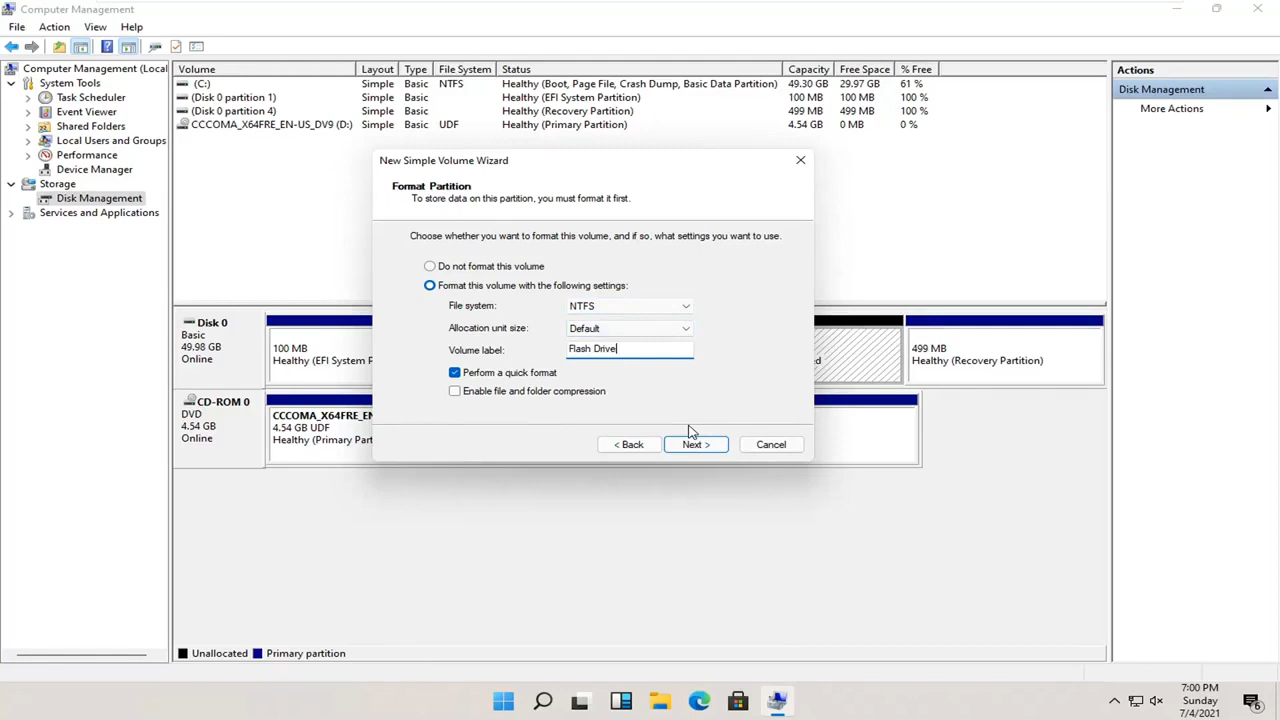 Computer Management
File Action View Help
Volume Layout Type File System Status Capacity Free Space % Free
(C:) Simple Basic NTFS Healthy (Boot, Page File, Crash Dump, Basic Data Partition) 49.30 GB 29.97 GB 61 %
(Disk 0 partition 1) Simple Basic Healthy (EFI System Partition) 100 MB 100 MB 100 %
(Disk 0 partition 4) Simple Basic Healthy (Recovery Partition) 499 MB 499 MB 100 %
CCCOMA_X64FRE_EN-US_DV9 (D:) Simple Basic UDF Healthy (Primary Partition) 4.54 GB 0 MB 0 %
Computer Management (Local
System Tools
Task Scheduler
Event Viewer
Shared Folders
Local Users and Groups
Performance
Device Manager
Storage
Disk Management
Services and Applications
Actions
Disk Management
More Actions
New Simple Volume Wizard
Format Partition
To store data on this partition, you must format it first.
Choose whether you want to format this volume, and if so, what settings you want to use.
Do not format this volume
Format this volume with the following settings:
File system: NTFS
Allocation unit size: Default
Volume label: Flash Drive
Perform a quick format
Enable file and folder compression
< Back Next > Cancel
Disk 0
Basic
49.98 GB
Online
100 MB
Healthy (EFI System P
499 MB
Healthy (Recovery Partition)
CD-ROM 0
DVD
4.54 GB
Online
CCCOMA_X64FRE_EN
4.54 GB UDF
Healthy (Primary Part
Unallocated Primary partition
7:00 PM
Sunday
7/4/2021
6